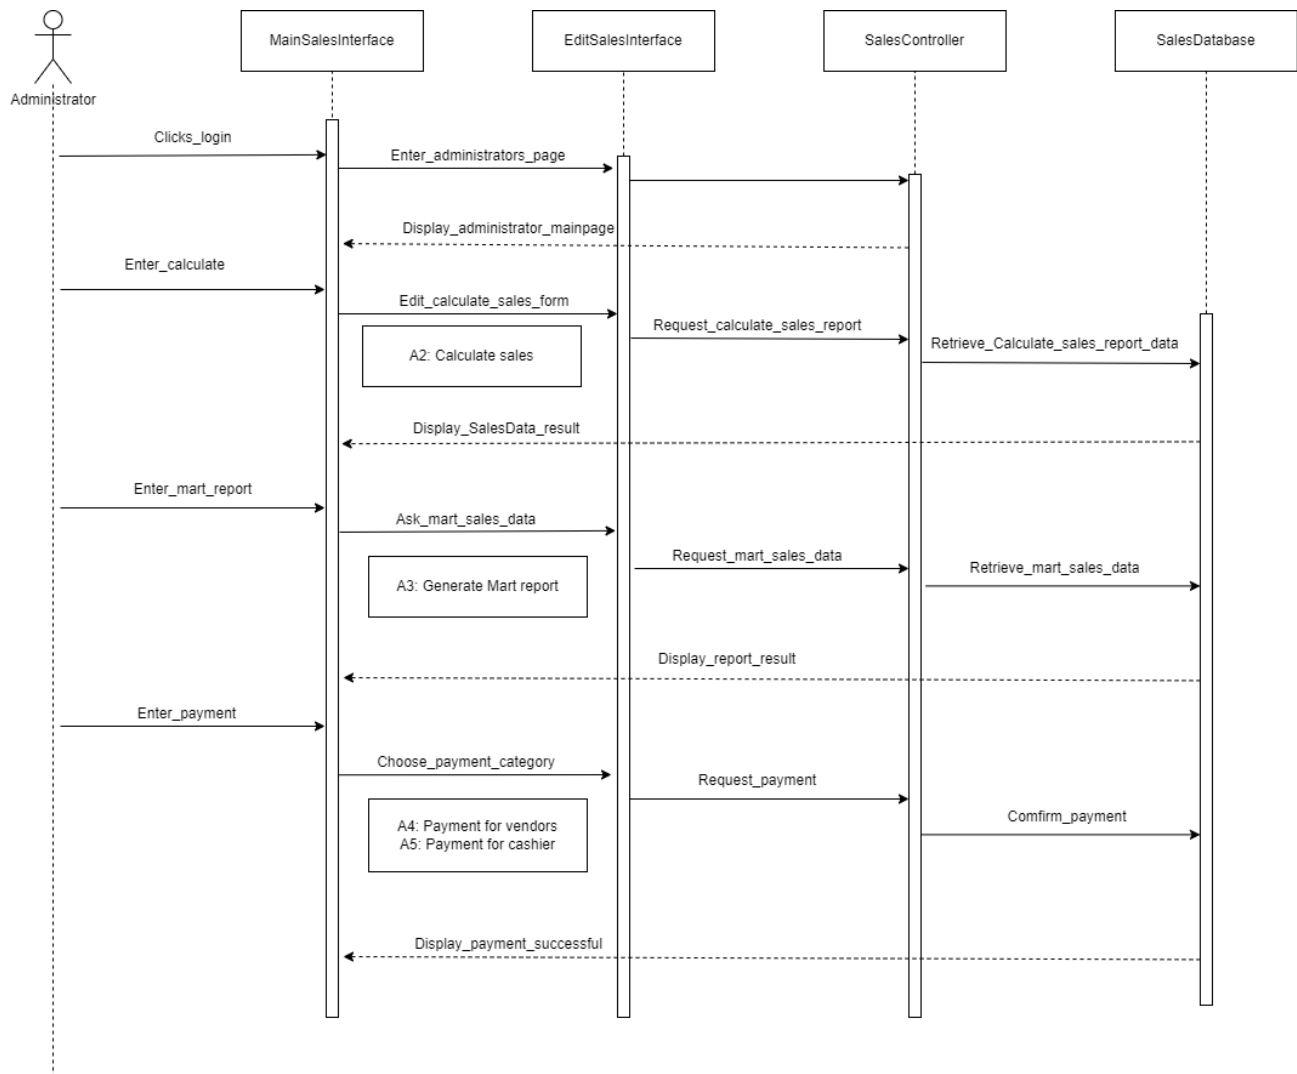 MainSalesInterface
EditSalesInterface
SalesController
SalesDatabase
Administrator
Clicks_login
Enter_administrators_page
Display_administrator_mainpage
Enter_calculate
Edit_calculate_sales_form
Request_calculate_sales_report
Retrieve_Calculate_sales_report_data
A2: Calculate sales
Display_SalesData_result
Enter_mart_report
Ask_mart_sales_data
Request_mart_sales_data
Retrieve_mart_sales_data
A3: Generate Mart report
Display_report_result
Enter_payment
Choose_payment_category
Request_payment
Comfirm_payment
A4: Payment for vendors
A5: Payment for cashier
Display_payment_successful